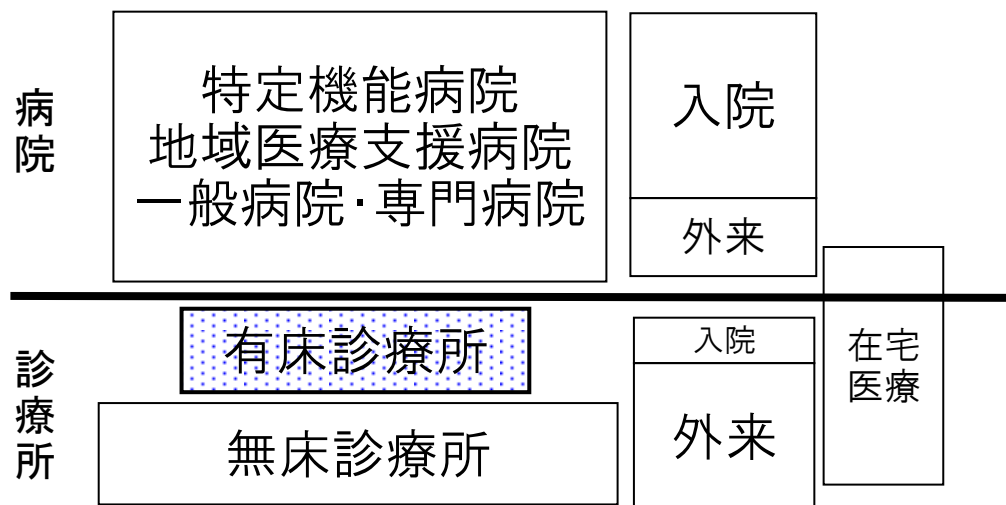 病院
特定機能病院
地域医療支援病院
一般病院・専門病院
入院
外来
診療所
有床診療所
無床診療所
入院
外来
在宅
医療